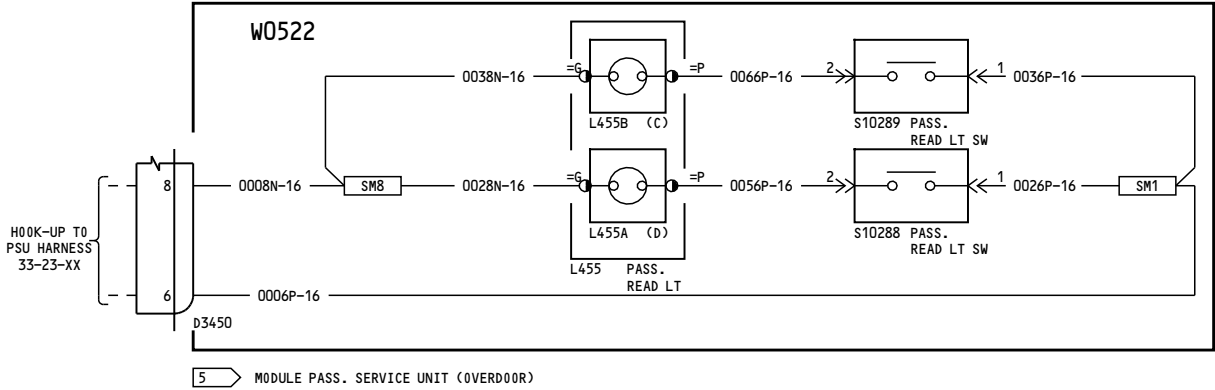 W0522
0038N-16
=G
=P
0066P-16
2
1
0036P-16
L455B (C)
S10289 PASS.
READ LT SW
8
0008N-16
SM8
0028N-16
=G
=P
0056P-16
2
1
0026P-16
SM1
HOOK-UP TO
PSU HARNESS
33-23-XX
L455A (D)
S10288 PASS.
READ LT SW
L455 PASS.
READ LT
6
0006P-16
D3450
5 MODULE PASS. SERVICE UNIT (OVERDOOR)